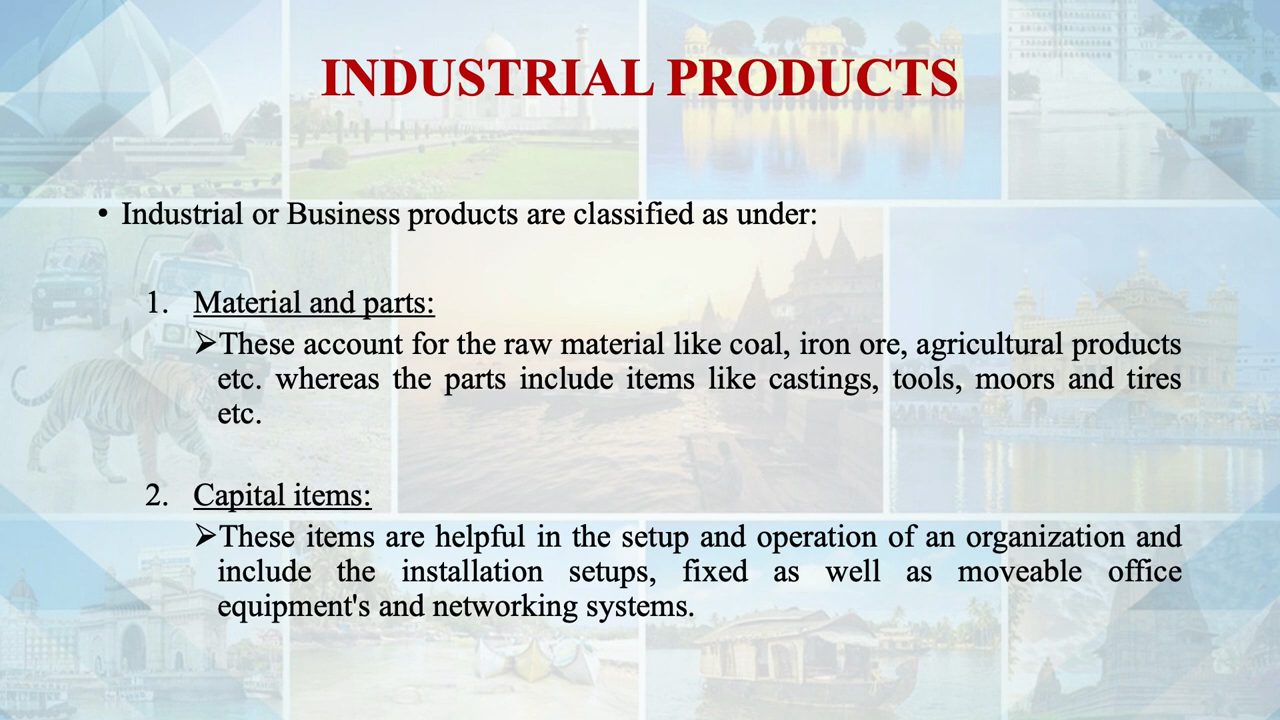 INDUSTRIAL PRODUCTS
• Industrial or Business products are classified as under:
1. Material and parts:
➢These account for the raw material like coal, iron ore, agricultural products
etc. whereas the parts include items like castings, tools, moors and tires
etc.
2. Capital items:
➢These items are helpful in the setup and operation of an organization and
include the installation setups, fixed as well as moveable office
equipment's and networking systems.